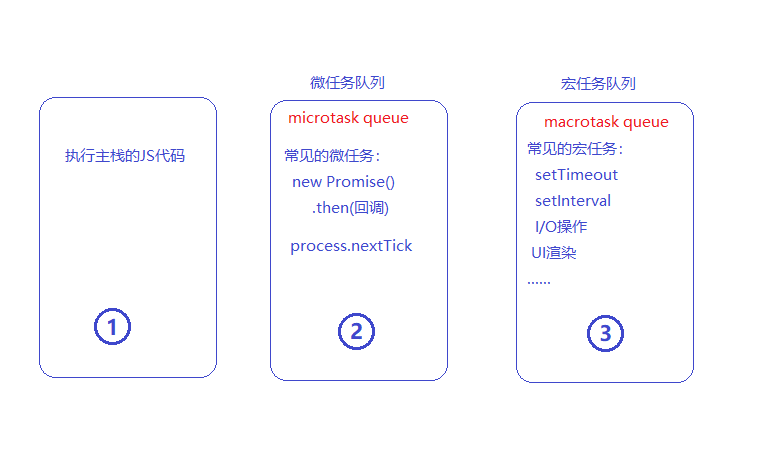 执行主栈的JS代码
1
微任务队列
microtask queue
常见的微任务：
new Promise()
.then(回调)
process.nextTick
2
宏任务队列
macrotask queue
常见的宏任务：
setTimeout
setInterval
I/O操作
UI渲染
......
3